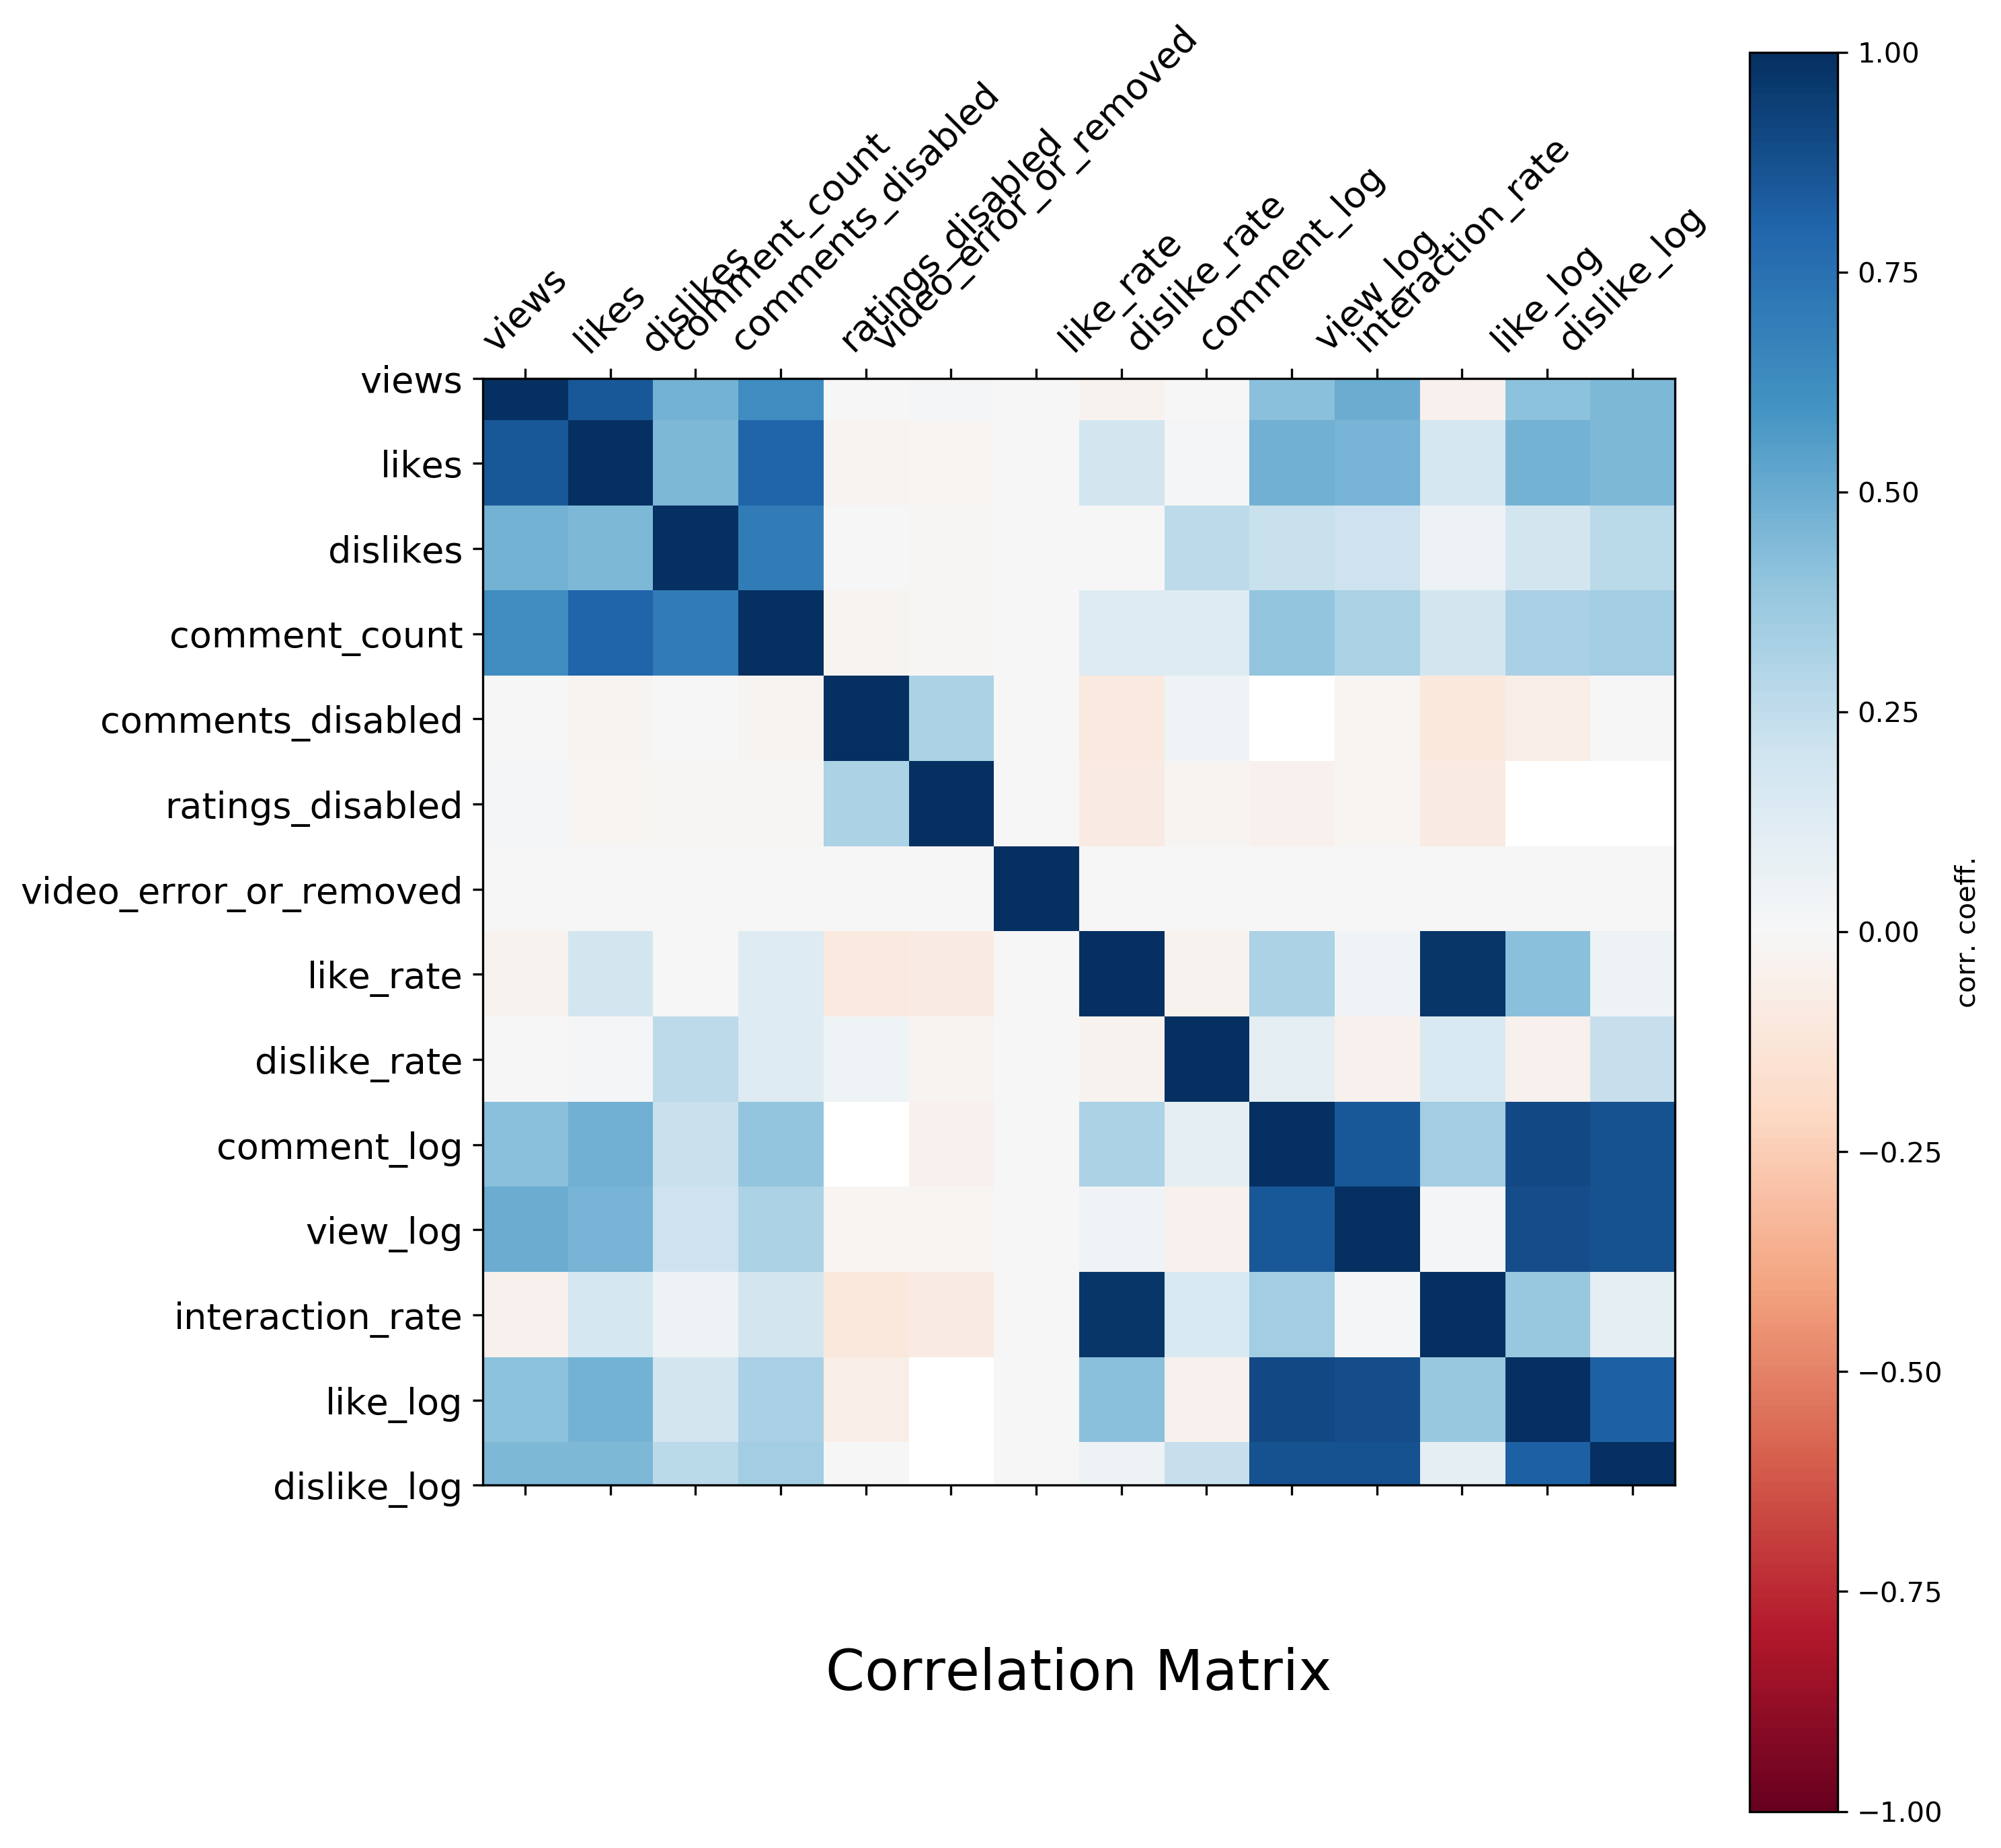 views
likes
dislikes
comment_count
comments_disabled
ratings_disabled
video_error_or_removed
like_rate
dislike_rate
comment_log
view_log
interaction_rate
like_log
dislike_log
views
likes
dislikes
comment_count
comments_disabled
ratings_disabled
video_error_or_removed
like_rate
dislike_rate
comment_log
view_log
interaction_rate
like_log
dislike_log
1.00
0.75
0.50
0.25
0.00
−0.25
−0.50
−0.75
−1.00
corr. coeff.
Correlation Matrix